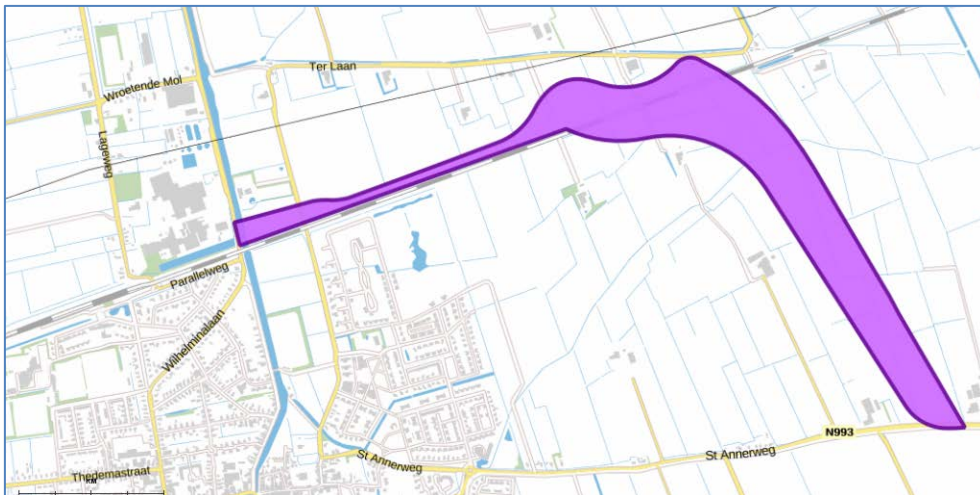 Ter Laan
Wroetende Mol
Lageweg
Parallelweg
Wilhelminalaan
N993
St Annerweg
St Annerweg
Thedemastraat